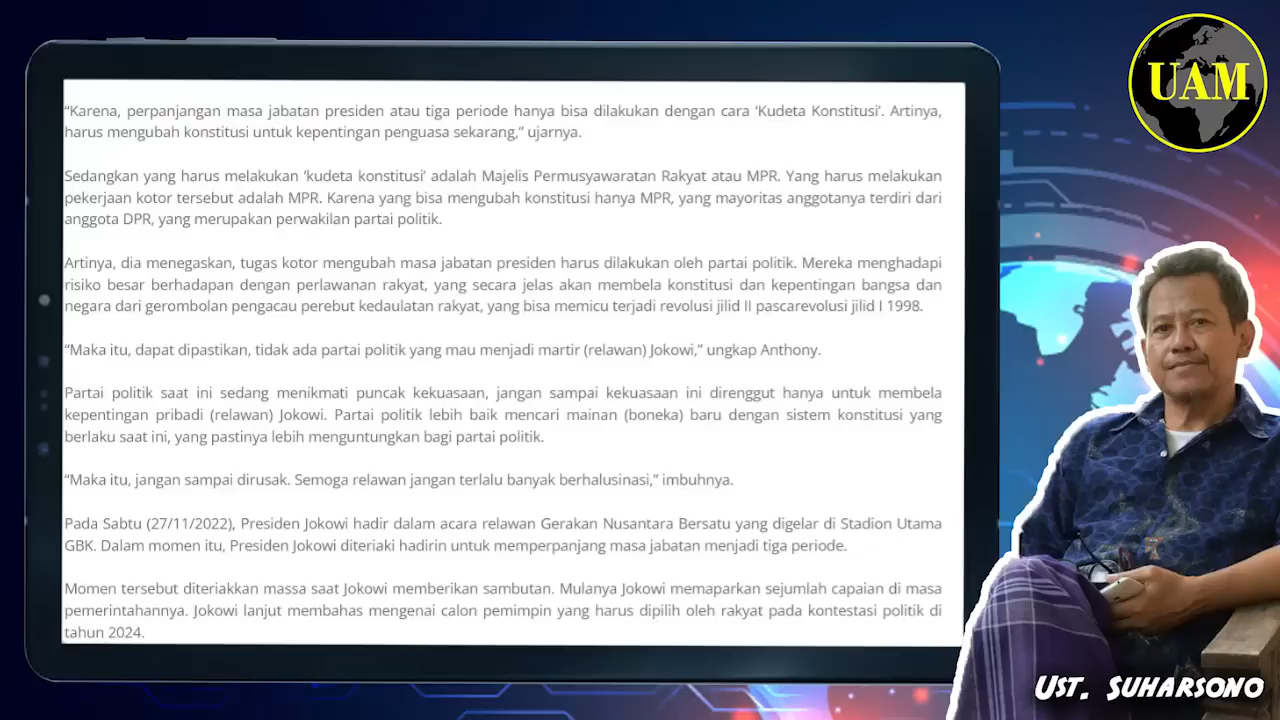 “Karena, perpanjangan masa jabatan presiden atau tiga periode hanya bisa dilakukan dengan cara ‘Kudeta Konstitusi’. Artinya,
harus mengubah konstitusi untuk kepentingan penguasa sekarang,” ujarnya.
Sedangkan yang harus melakukan ‘kudeta konstitusi’ adalah Majelis Permusyawaratan Rakyat atau MPR. Yang harus melakukan
pekerjaan kotor tersebut adalah MPR. Karena yang bisa mengubah konstitusi hanya MPR, yang mayoritas anggotanya terdiri dari
anggota DPR, yang merupakan perwakilan partai politik.
Artinya, dia menegaskan, tugas kotor mengubah masa jabatan presiden harus dilakukan oleh partai politik. Mereka menghadapi
risiko besar berhadapan dengan perlawanan rakyat, yang secara jelas akan membela konstitusi dan kepentingan bangsa dan
negara dari gerombolan pengacau perebut kedaulatan rakyat, yang bisa memicu terjadi revolusi jilid II pascarevolusi jilid I 1998.
“Maka itu, dapat dipastikan, tidak ada partai politik yang mau menjadi martir (relawan) Jokowi,” ungkap Anthony.
Partai politik saat ini sedang menikmati puncak kekuasaan, jangan sampai kekuasaan ini direnggut hanya untuk membela
kepentingan pribadi (relawan) Jokowi. Partai politik lebih baik mencari mainan (boneka) baru dengan sistem konstitusi yang
berlaku saat ini, yang pastinya lebih menguntungkan bagi partai politik.
“Maka itu, jangan sampai dirusak. Semoga relawan jangan terlalu banyak berhalusinasi,” imbuhnya.
Pada Sabtu (27/11/2022), Presiden Jokowi hadir dalam acara relawan Gerakan Nusantara Bersatu yang digelar di Stadion Utama
GBK. Dalam momen itu, Presiden Jokowi diteriaki hadirin untuk memperpanjang masa jabatan menjadi tiga periode.
Momen tersebut diteriakkan massa saat Jokowi memberikan sambutan. Mulanya Jokowi memaparkan sejumlah capaian di masa
pemerintahannya. Jokowi lanjut membahas mengenai calon pemimpin yang harus dipilih oleh rakyat pada kontestasi politik di
tahun 2024.
UAM
UST. SUHARSONO